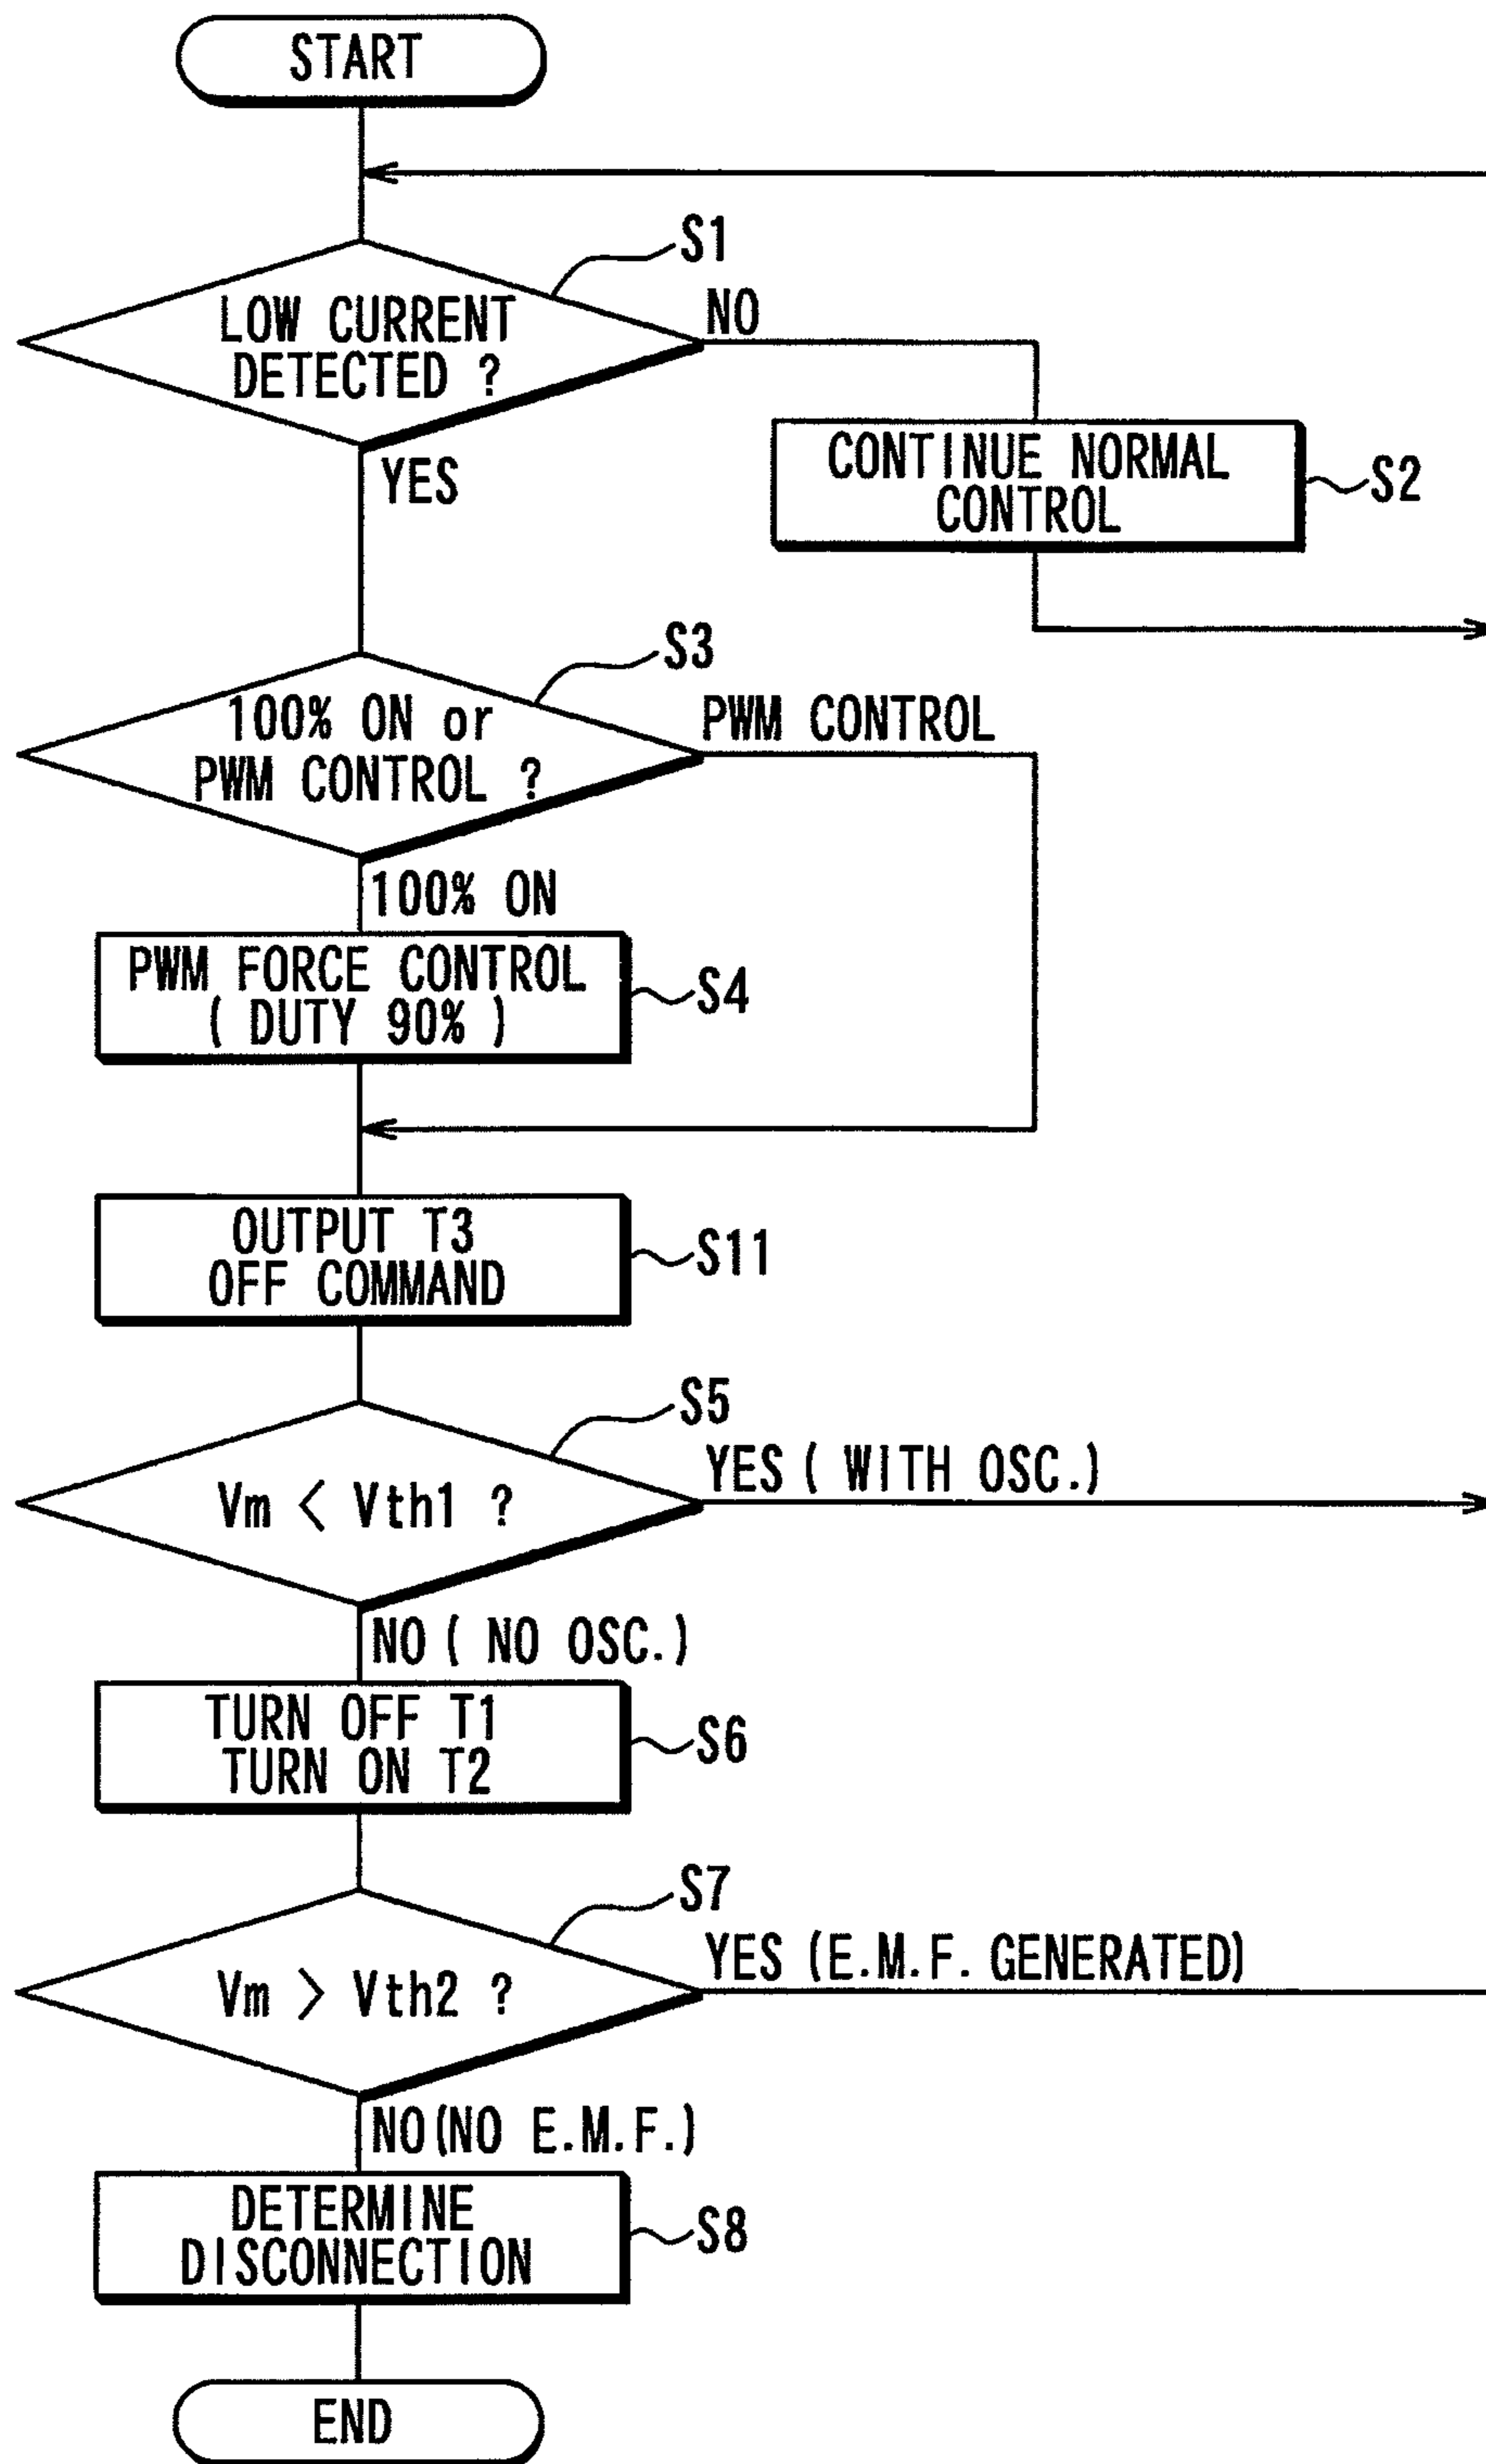 START
S1
LOW CURRENT
DETECTED ?
NO
YES
CONTINUE NORMAL
CONTROL
S2
S3
100% ON or
PWM CONTROL ?
PWM CONTROL
100% ON
PWM FORCE CONTROL
( DUTY 90% )
S4
OUTPUT T3
OFF COMMAND
S11
S5
Vm < Vth1 ?
YES ( WITH OSC.)
NO ( NO OSC.)
TURN OFF T1
TURN ON T2
S6
S7
Vm > Vth2 ?
YES (E.M.F. GENERATED)
NO (NO E.M.F.)
DETERMINE
DISCONNECTION
S8
END